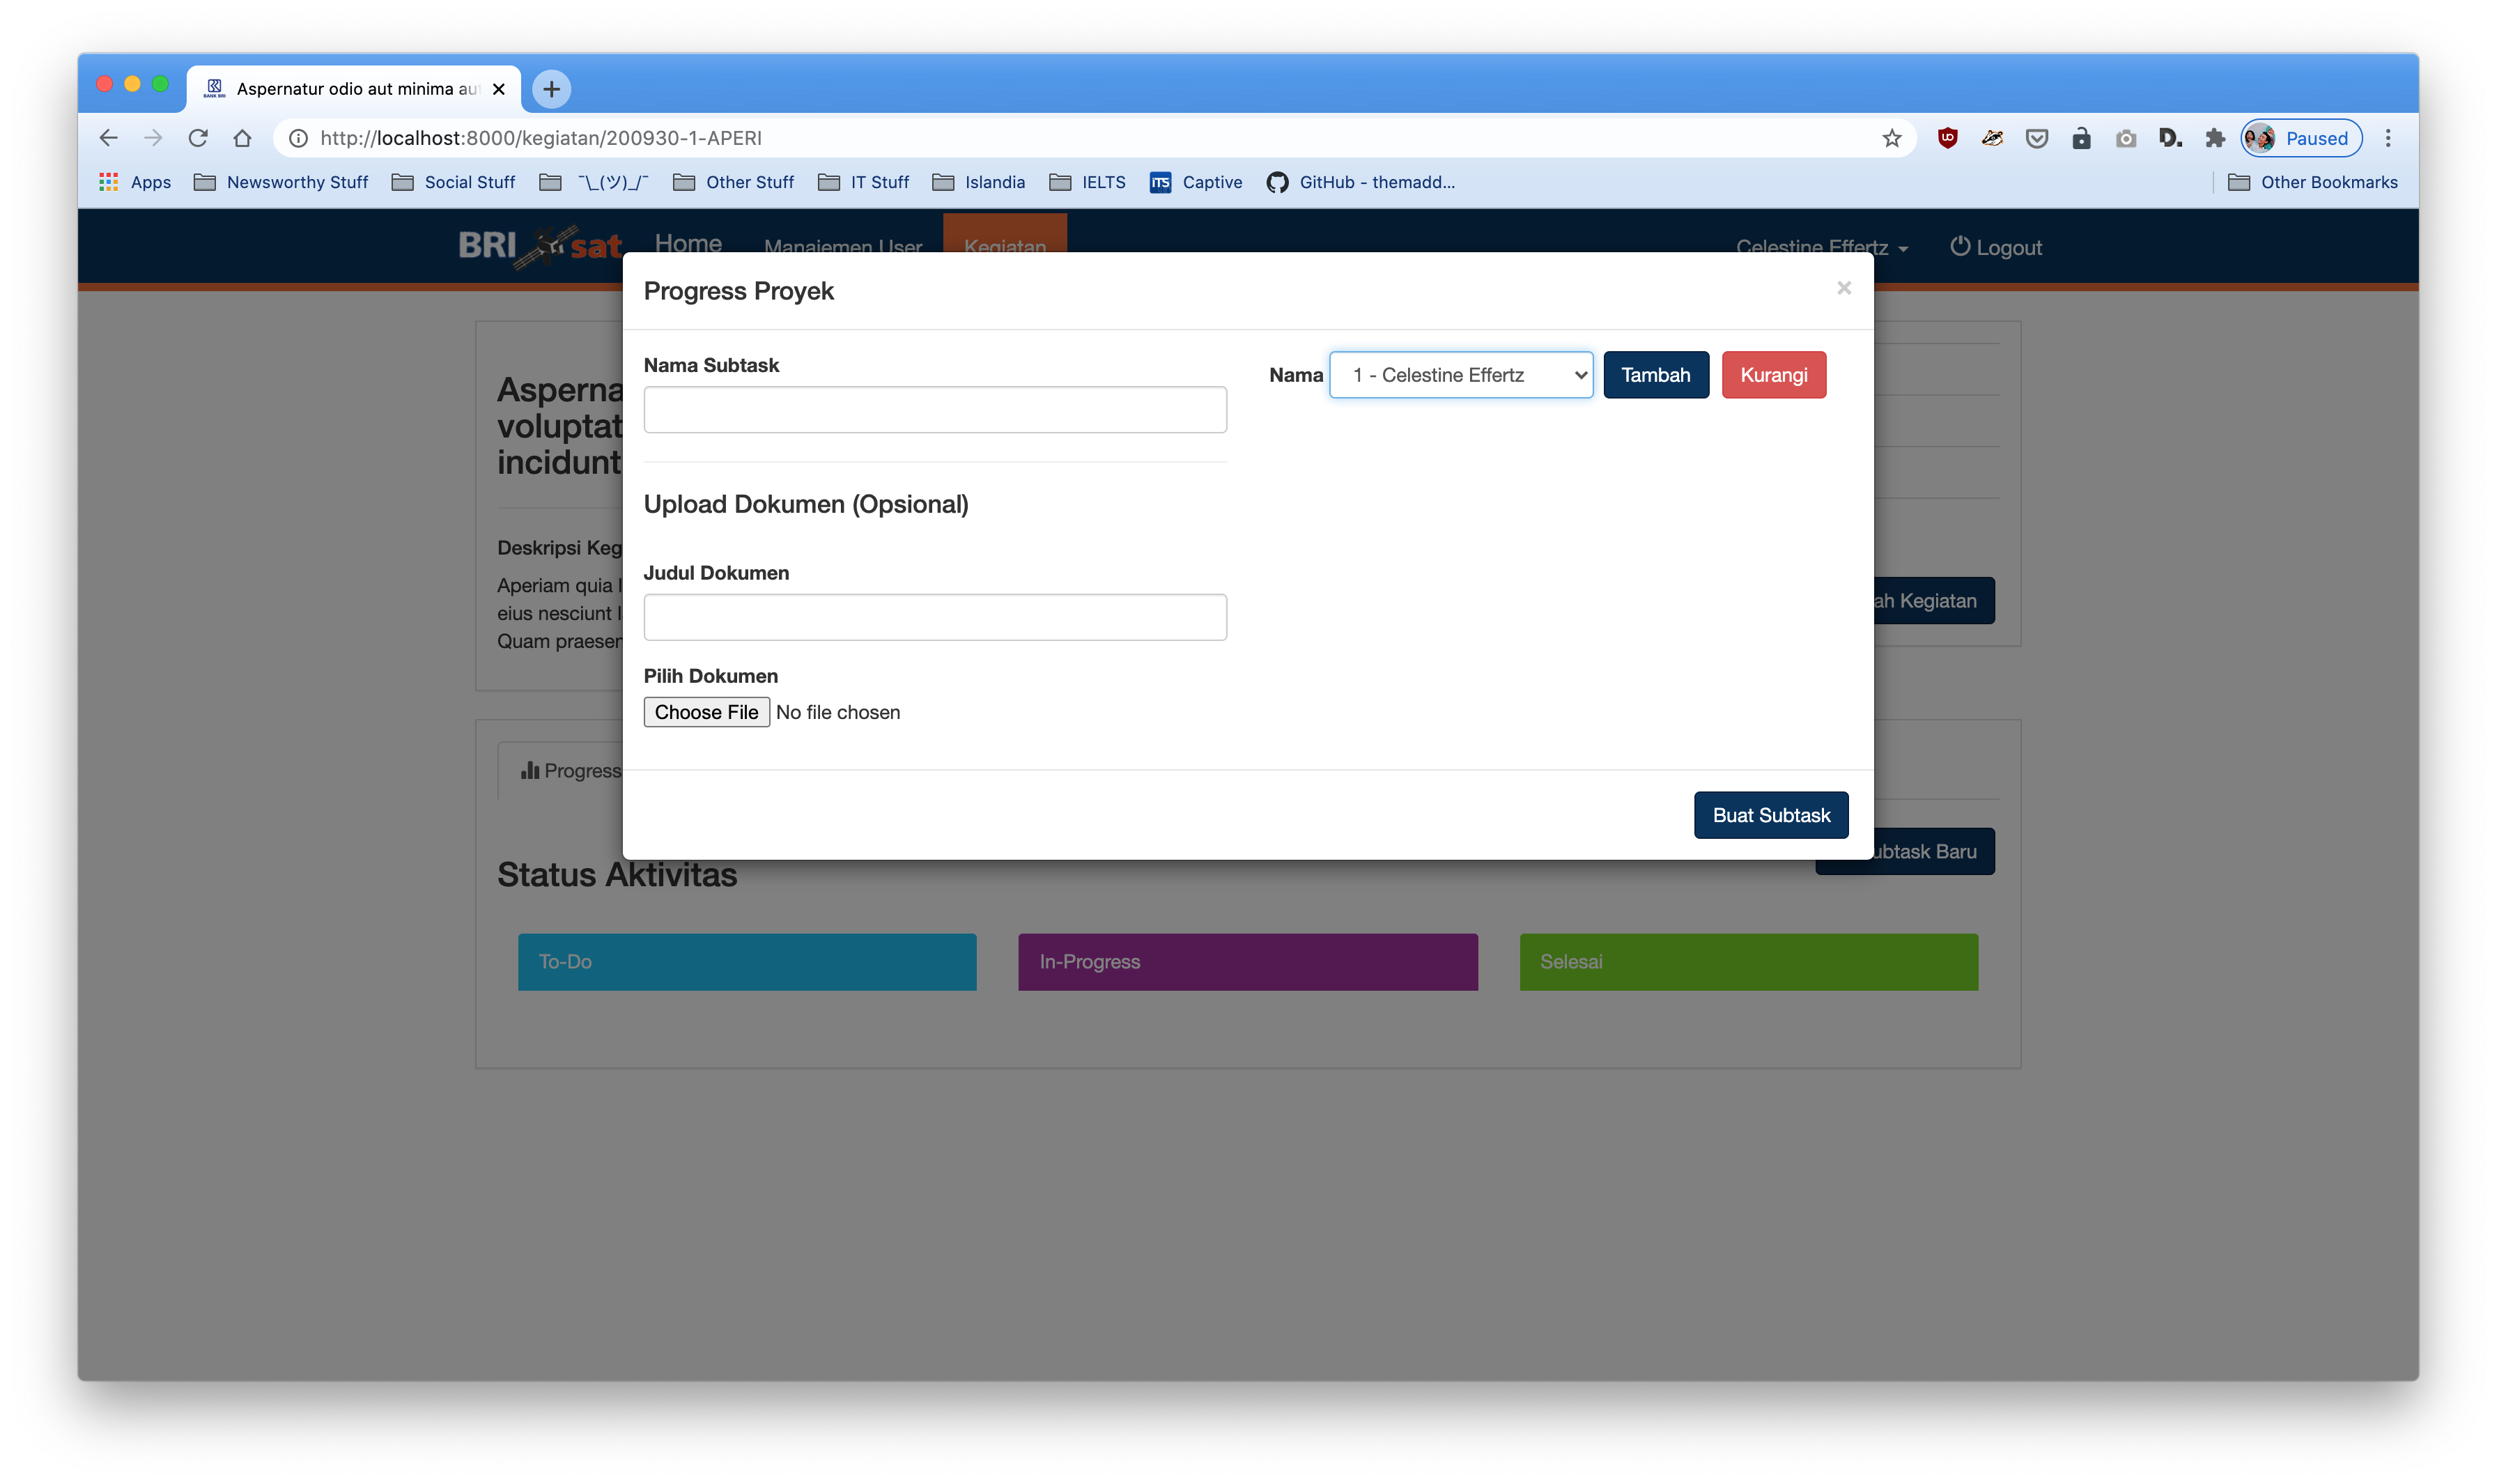 Aspernatur odio aut minima au
http://localhost:8000/kegiatan/200930-1-APERI
Paused
Apps
Newsworthy Stuff
Social Stuff
¯\_(ツ)_/¯
Other Stuff
IT Stuff
Islandia
IELTS
ITS
Captive
GitHub - themadd...
Other Bookmarks
BRI sat
Home
Manajemen User
Kegiatan
Celestine Effertz
Logout
Progress Proyek
×
Nama Subtask
Nama
1 - Celestine Effertz
Tambah
Kurangi
Upload Dokumen (Opsional)
Judul Dokumen
Pilih Dokumen
Choose File No file chosen
Buat Subtask
Asperna
voluptat
incidunt
Deskripsi Keg
Aperiam quia
eius nesciunt
Quam praesen
ah Kegiatan
Progress
ubtask Baru
Status Aktivitas
To-Do
In-Progress
Selesai